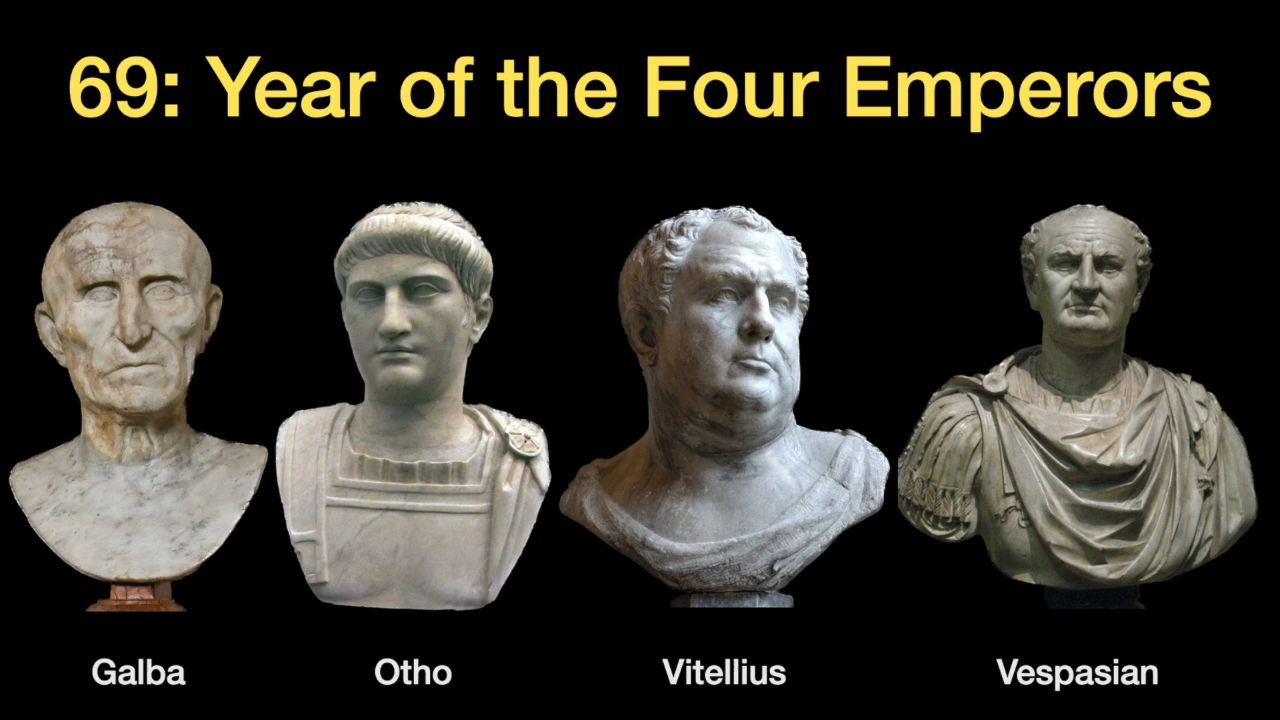 69: Year of the Four Emperors
Galba
Otho
Vitellius
Vespasian